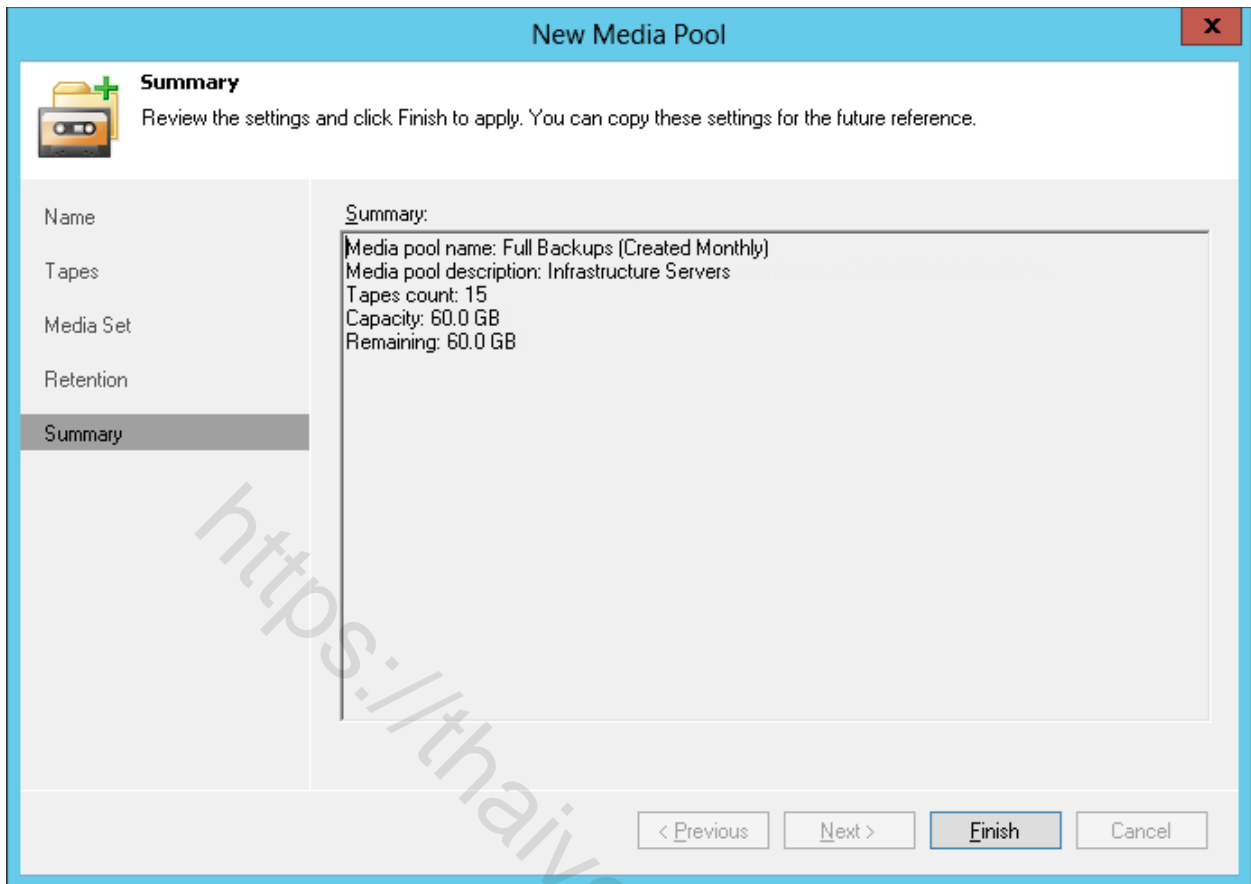 New Media Pool
x
Summary
Review the settings and click Finish to apply. You can copy these settings for the future reference.
Name
Tapes
Media Set
Retention
Summary
Summary:
Media pool name: Full Backups (Created Monthly)
Media pool description: Infrastructure Servers
Tapes count: 15
Capacity: 60.0 GB
Remaining: 60.0 GB
< Previous
Next >
Finish
Cancel
https://thaiv